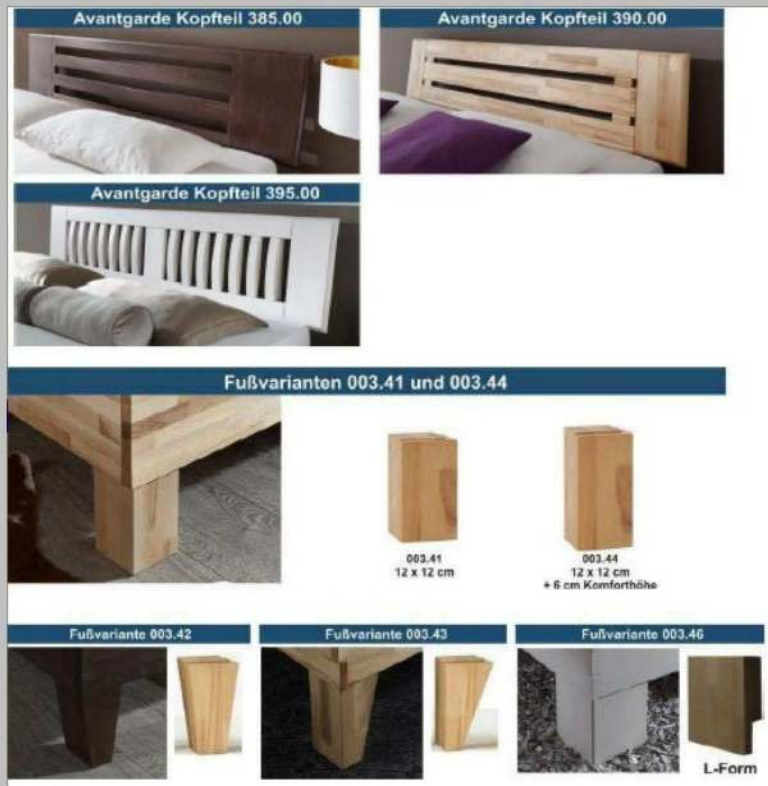 Avantgarde Kopfteil 385.00
Avantgarde Kopfteil 390.00
Avantgarde Kopfteil 395.00
Fußvarianten 003.41 und 003.44
003.41
12 x 12 cm
003.44
12 x 12 cm
+ 6 cm Komforthöhe
Fußvariante 003.42
Fußvariante 003.43
Fußvariante 003.46
L-Form